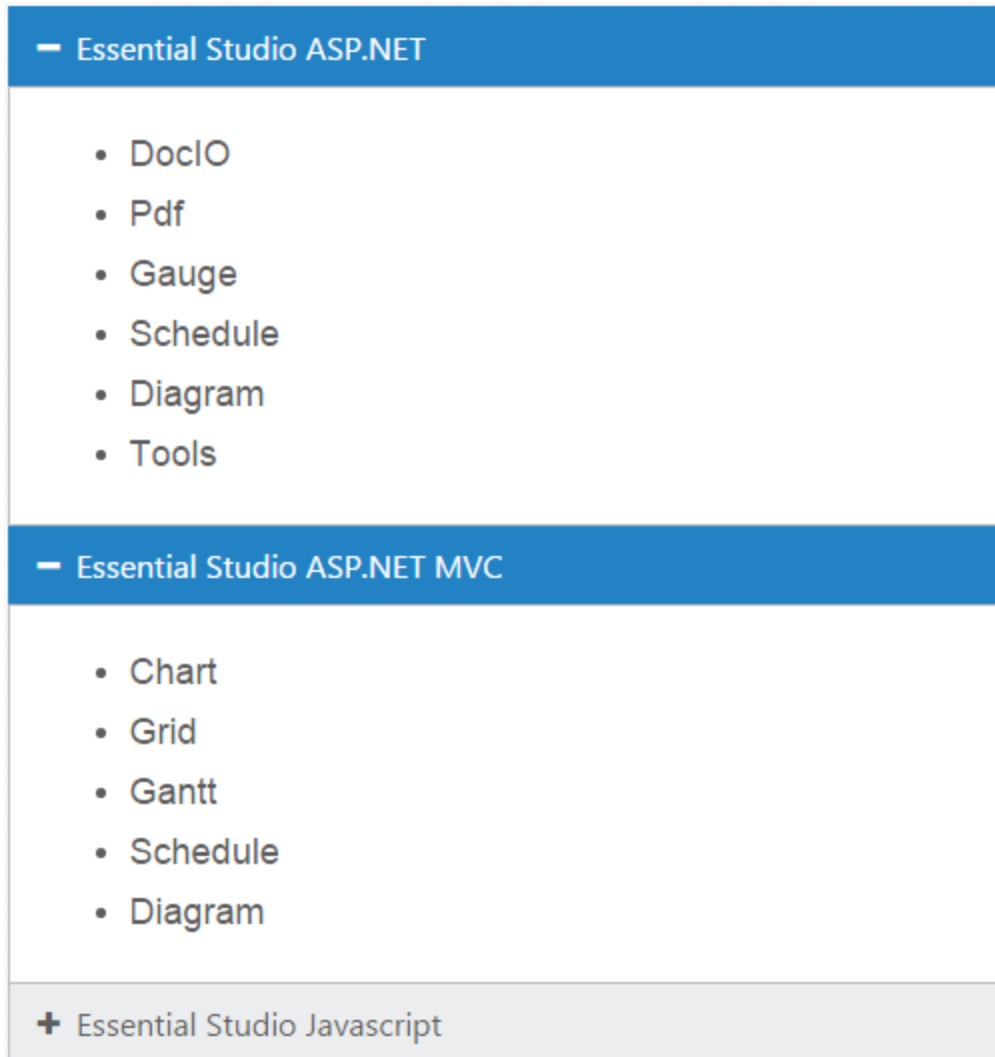 Essential Studio ASP.NET
DocIO
Pdf
Gauge
Schedule
Diagram
Tools
Essential Studio ASP.NET MVC
Chart
Grid
Gantt
Schedule
Diagram
Essential Studio Javascript